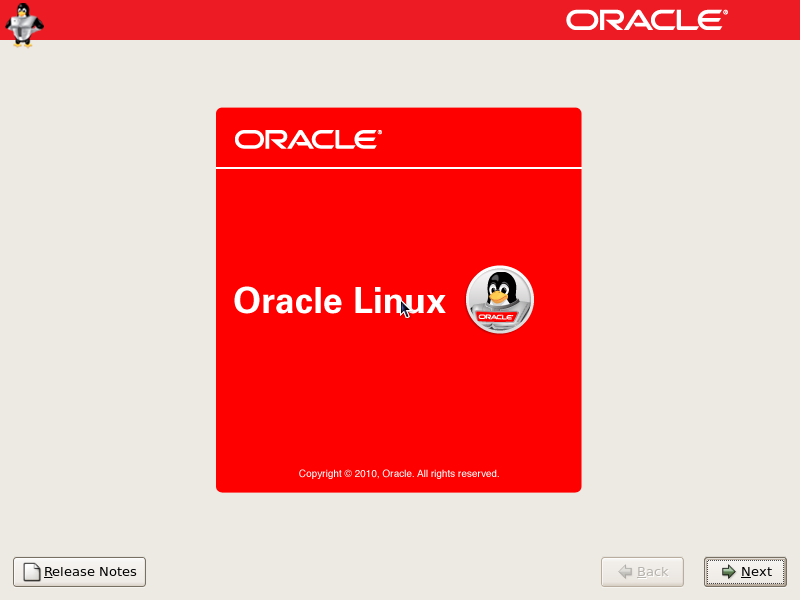 ORACLE®
ORACLE®
Oracle Linux
ORACLE
Copyright © 2010, Oracle. All rights reserved.
Release Notes
Back
Next